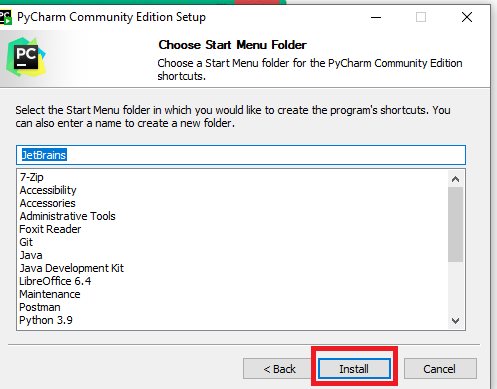 PyCharm Community Edition Setup
PC
Choose Start Menu Folder
Choose a Start Menu folder for the PyCharm Community Edition
shortcuts.
Select the Start Menu folder in which you would like to create the program's shortcuts. You
can also enter a name to create a new folder.
JetBrains
7-Zip
Accessibility
Accessories
Administrative Tools
Foxit Reader
Git
Java
Java Development Kit
LibreOffice 6.4
Maintenance
Postman
Python 3.9
< Back
Install
Cancel